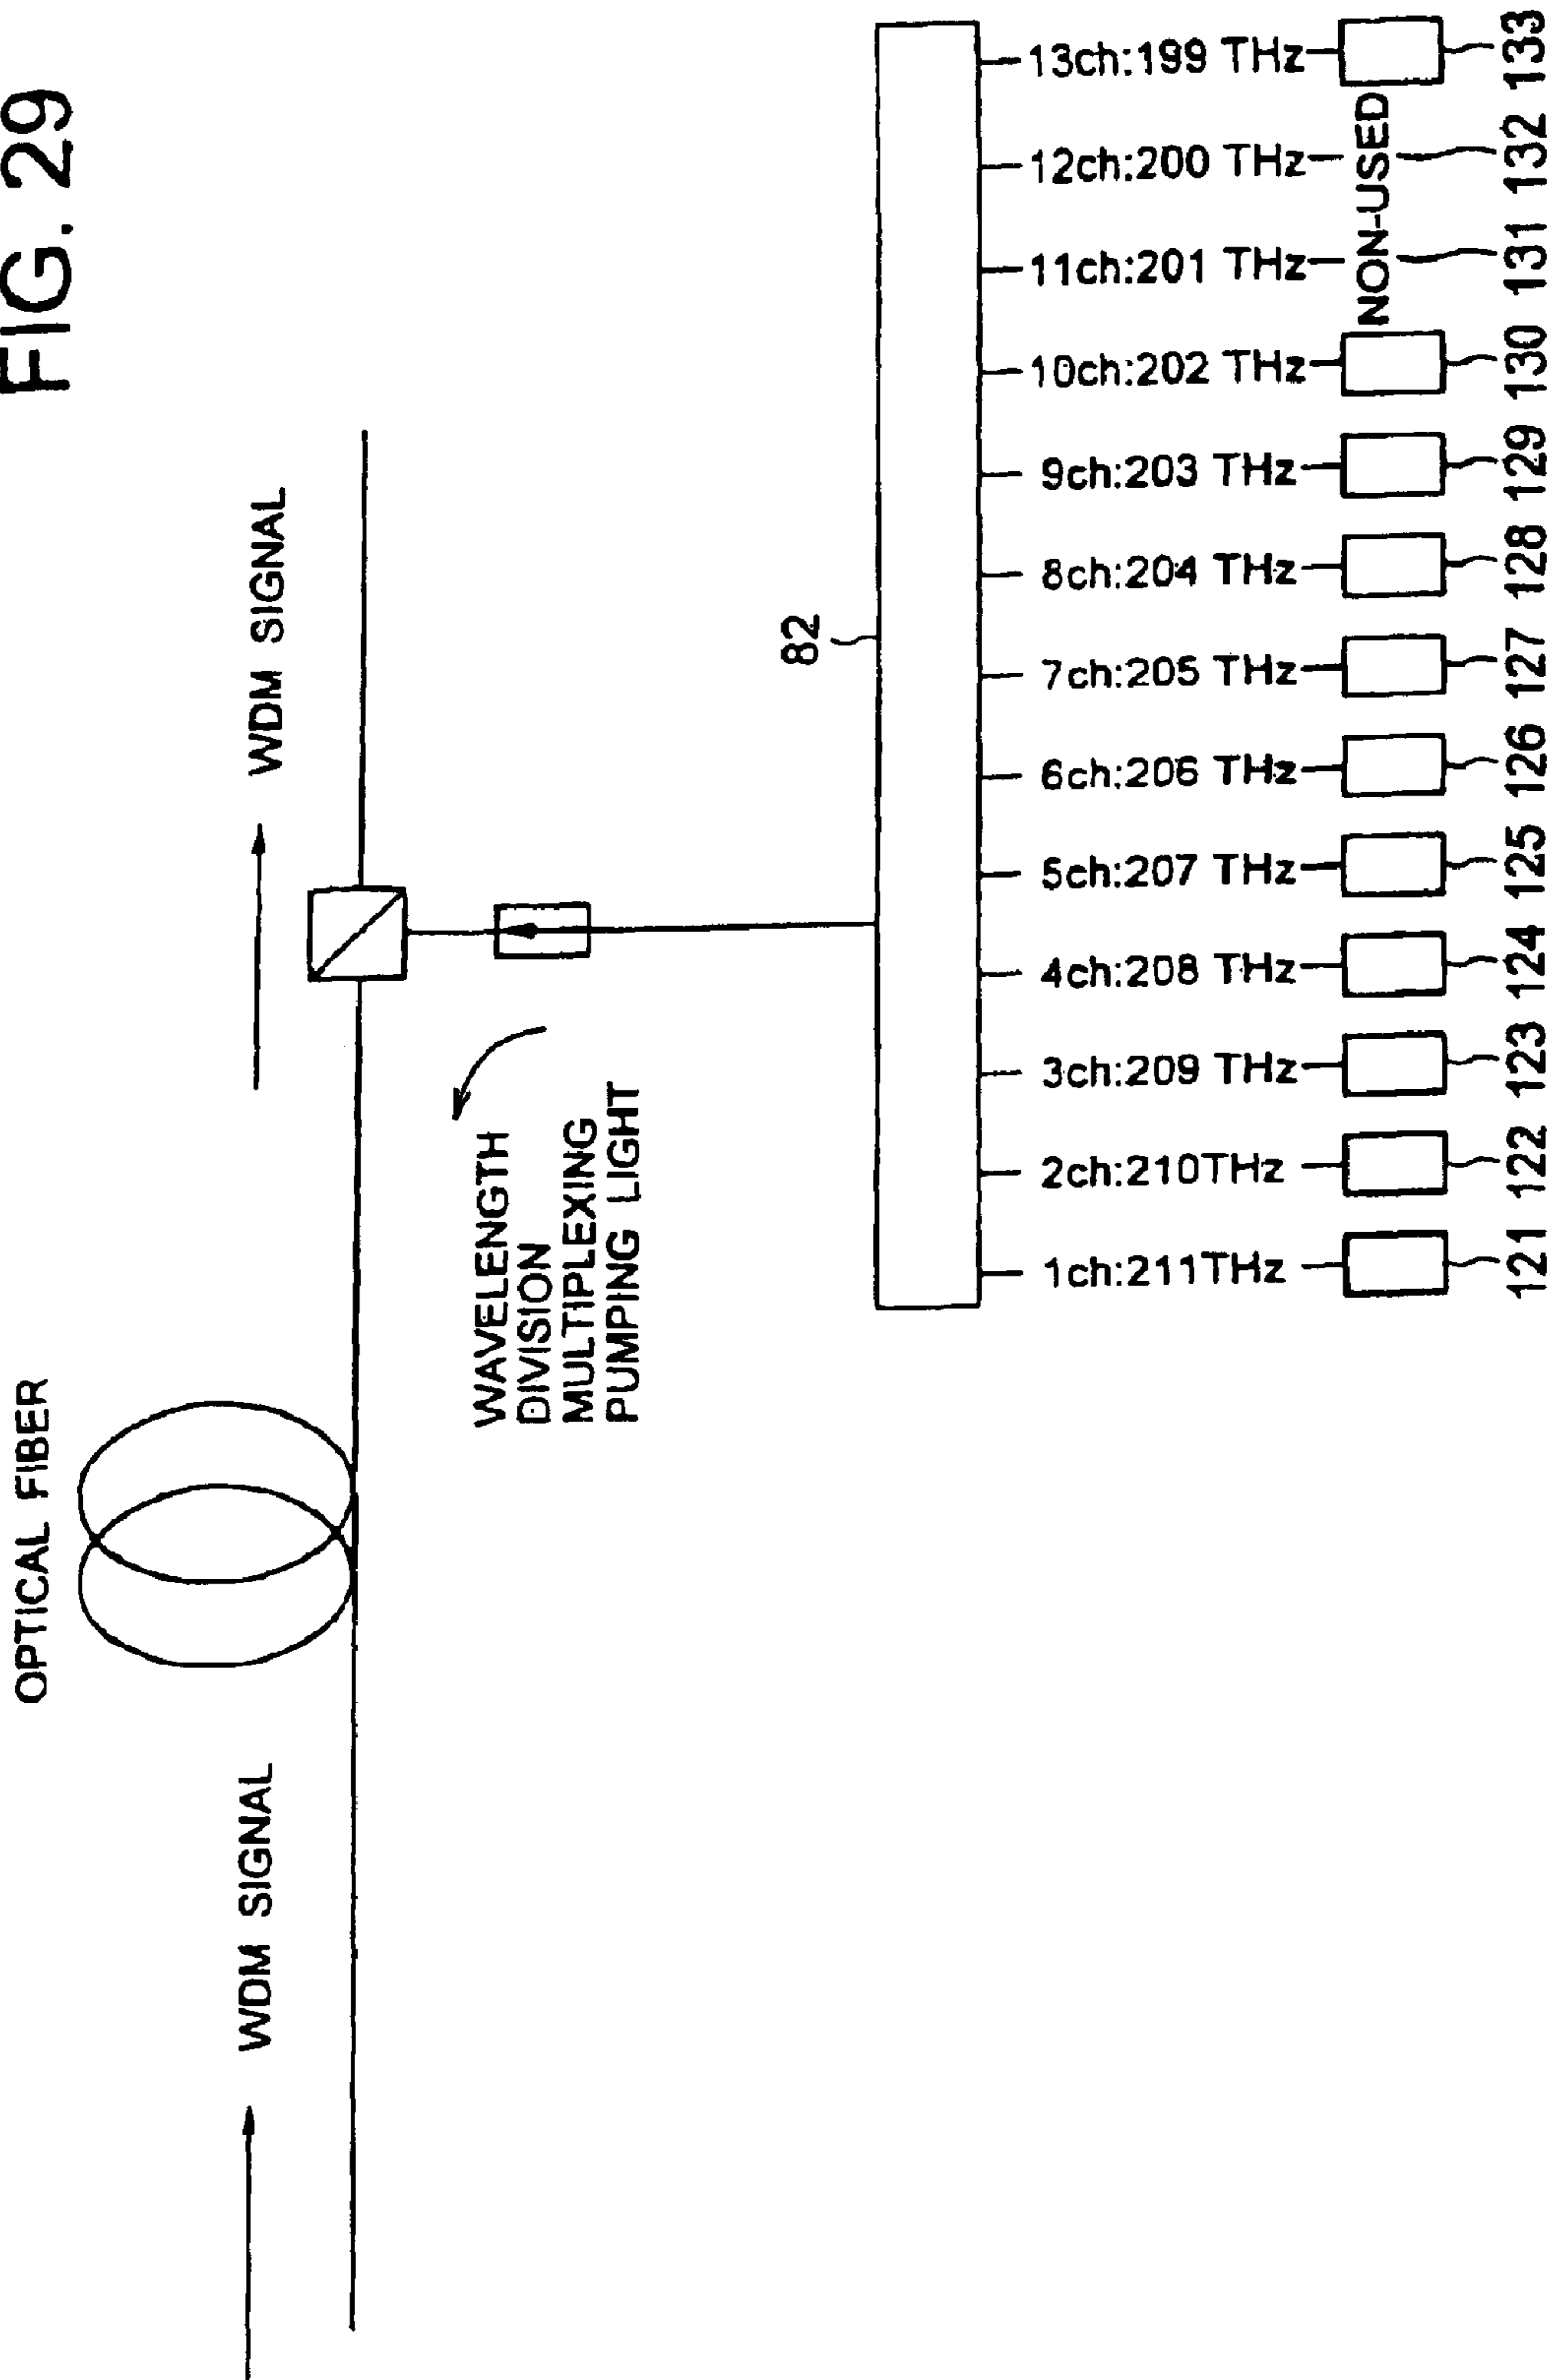 FIG. 29
OPTICAL FIBER
WDM SIGNAL
WDM SIGNAL
WAVELENGTH
DIVISION
MULTIPLEXING
PUMPING LIGHT
82
1ch:211THz
2ch:210THz
3ch:209 THz
4ch:208 THz
5ch:207 THz
6ch:206 THz
7ch:205 THz
8ch:204 THz
9ch:203 THz
10ch:202 THz
11ch:201 THz
12ch:200 THz
13ch:199 THz
NON-USED
121
122
123
124
125
126
127
128
129
130
131
132
133